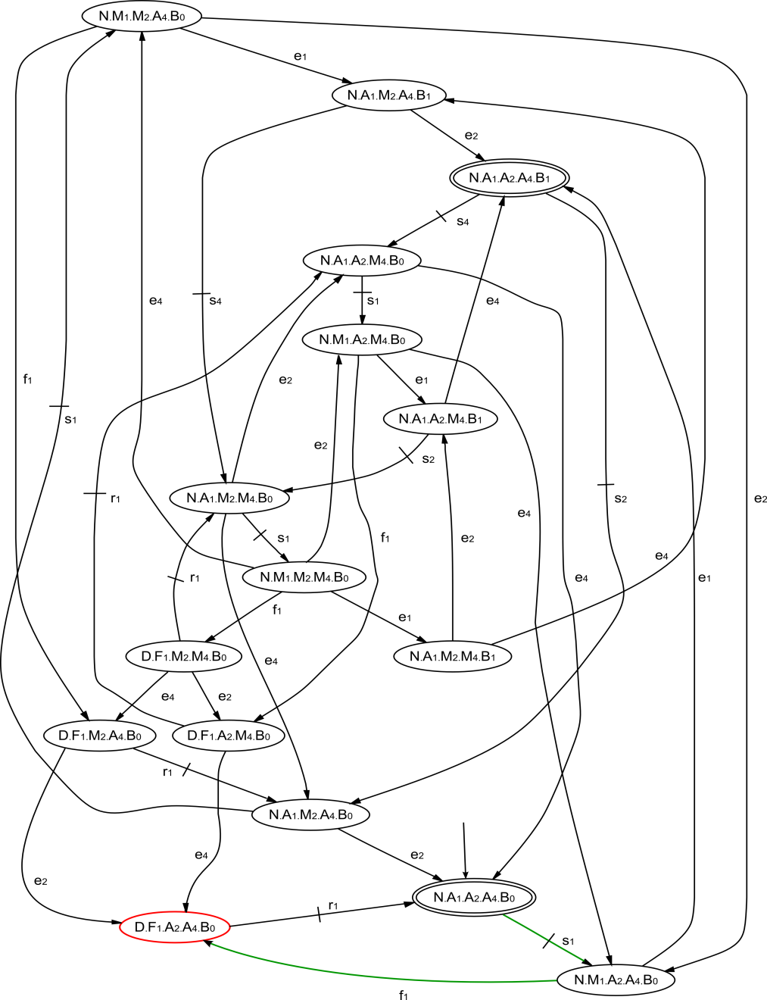 N.M1.M2.A4.B0
e1
N.A1.M2.A4.B1
e2
N.A1.A2.A4.B1
s4
N.A1.A2.M4.B0
e4
s4
e4
s1
N.M1.A2.M4.B0
f1
e2
e1
s1
N.A1.A2.M4.B1
e2
s2
N.A1.M2.M4.B0
s2
e2
e4
r1
s1
f1
e2
e4
r1
N.M1.M2.M4.B0
e4
e1
f1
e1
D.F1.M2.M4.B0
N.A1.M2.M4.B1
e4
e4
e2
D.F1.M2.A4.B0
D.F1.A2.M4.B0
r1
N.A1.M2.A4.B0
e4
e2
e2
N.A1.A2.A4.B0
r1
D.F1.A2.A4.B0
s1
N.M1.A2.A4.B0
f1